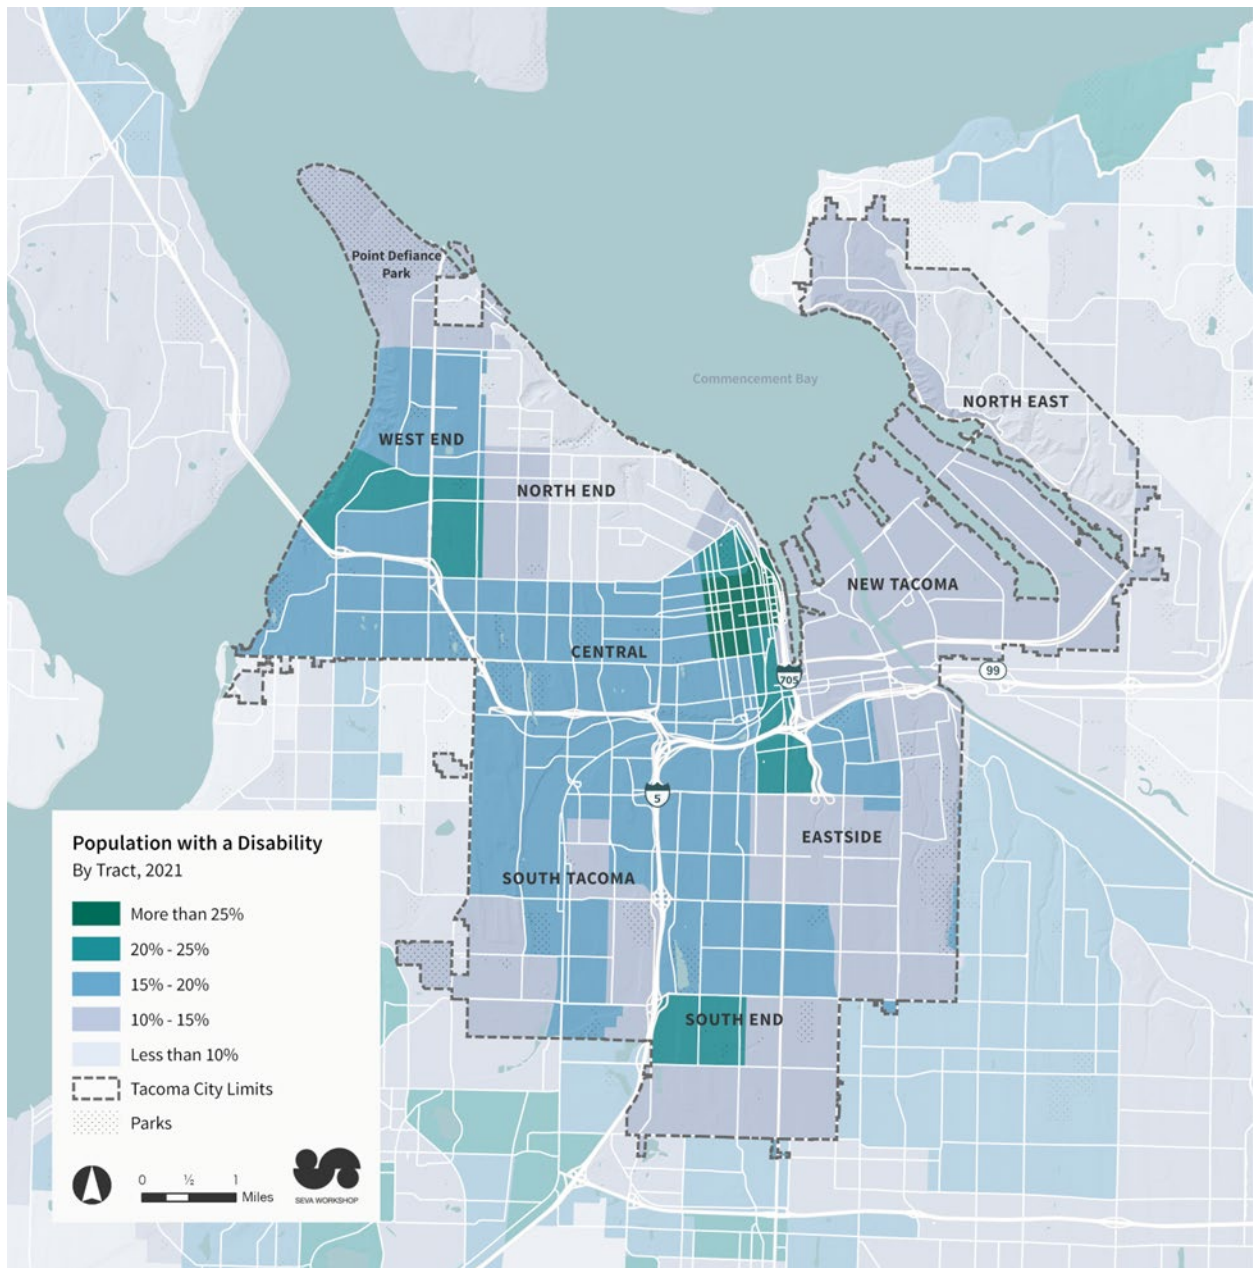 Point Defiance
Park
Commencement Bay
NORTH EAST
WEST END
NORTH END
NEW TACOMA
CENTRAL
705
99
5
EASTSIDE
SOUTH TACOMA
SOUTH END
Population with a Disability
By Tract, 2021
More than 25%
20% - 25%
15% - 20%
10% - 15%
Less than 10%
Tacoma City Limits
Parks
0 ½ 1
Miles
SEVA WORKSHOP